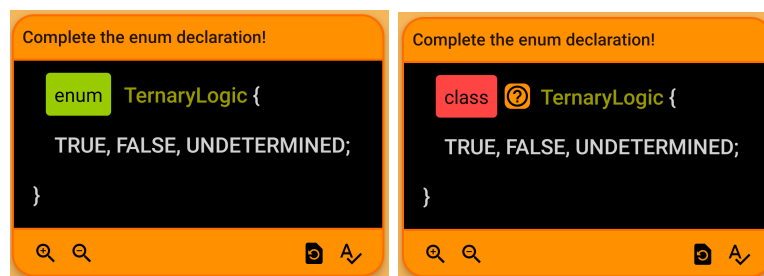 Complete the enum declaration!
enum TernaryLogic {
TRUE, FALSE, UNDETERMINED;
}
Complete the enum declaration!
class ? TernaryLogic {
TRUE, FALSE, UNDETERMINED;
}